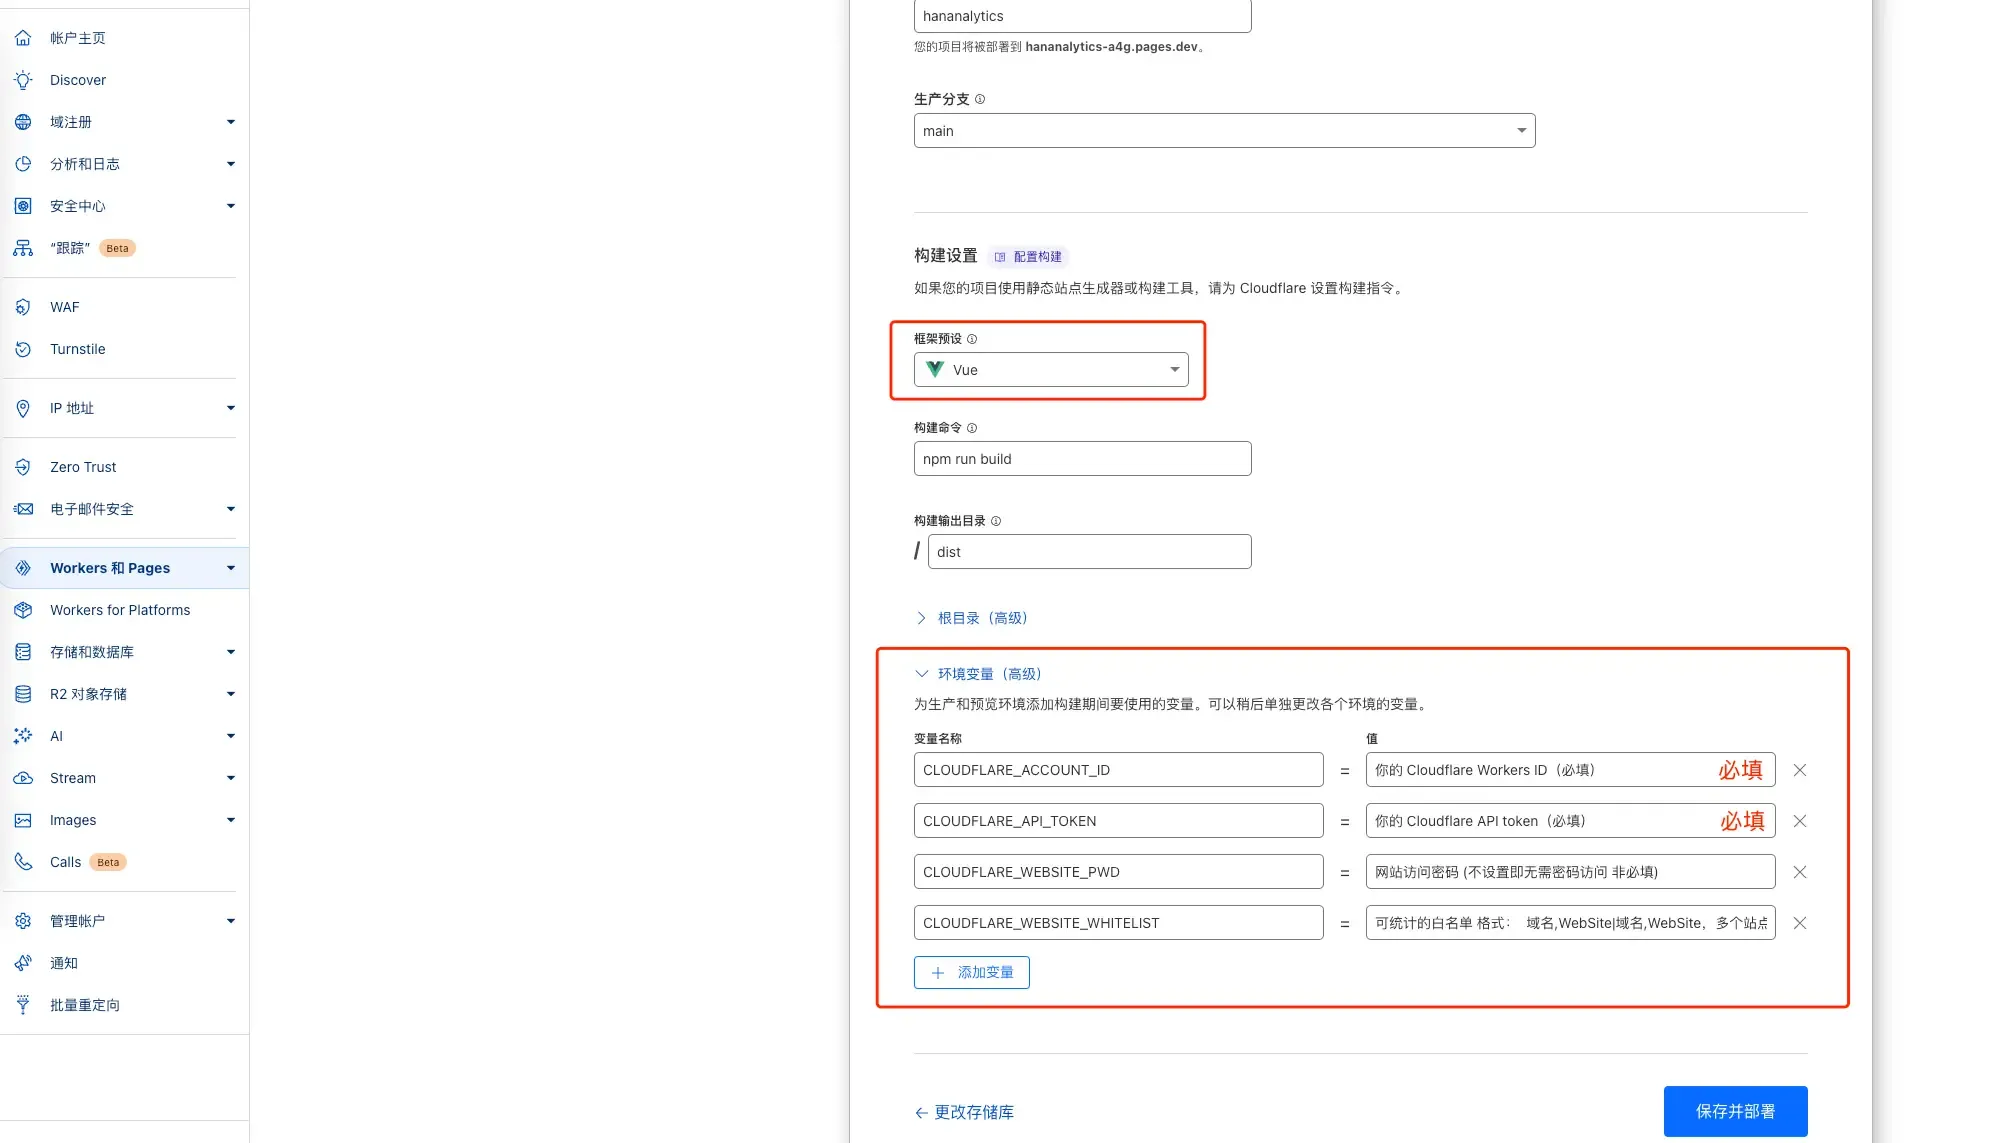 帐户主页
Discover
域注册
分析和日志
安全中心
“跟踪” Beta
WAF
Turnstile
IP 地址
Zero Trust
电子邮件安全
Workers 和 Pages
Workers for Platforms
存储和数据库
R2 对象存储
AI
Stream
Images
Calls Beta
管理帐户
通知
批量重定向
hananalytics
您的项目将被部署到 hananalytics-a4g.pages.dev。
生产分支
main
构建设置 配置构建
如果您的项目使用静态站点生成器或构建工具，请为 Cloudflare 设置构建指令。
框架预设
Vue
构建命令
npm run build
构建输出目录
/ dist
根目录（高级）
环境变量（高级）
为生产和预览环境添加构建期间要使用的变量。可以稍后单独更改各个环境的变量。
变量名称 值
CLOUDFLARE_ACCOUNT_ID = 你的 Cloudflare Workers ID（必填） 必填
CLOUDFLARE_API_TOKEN = 你的 Cloudflare API token（必填） 必填
CLOUDFLARE_WEBSITE_PWD = 网站访问密码 (不设置即无需密码访问 非必填)
CLOUDFLARE_WEBSITE_WHITELIST = 可统计的白名单 格式： 域名,WebSite|域名,WebSite，多个站点
+ 添加变量
← 更改存储库
保存并部署